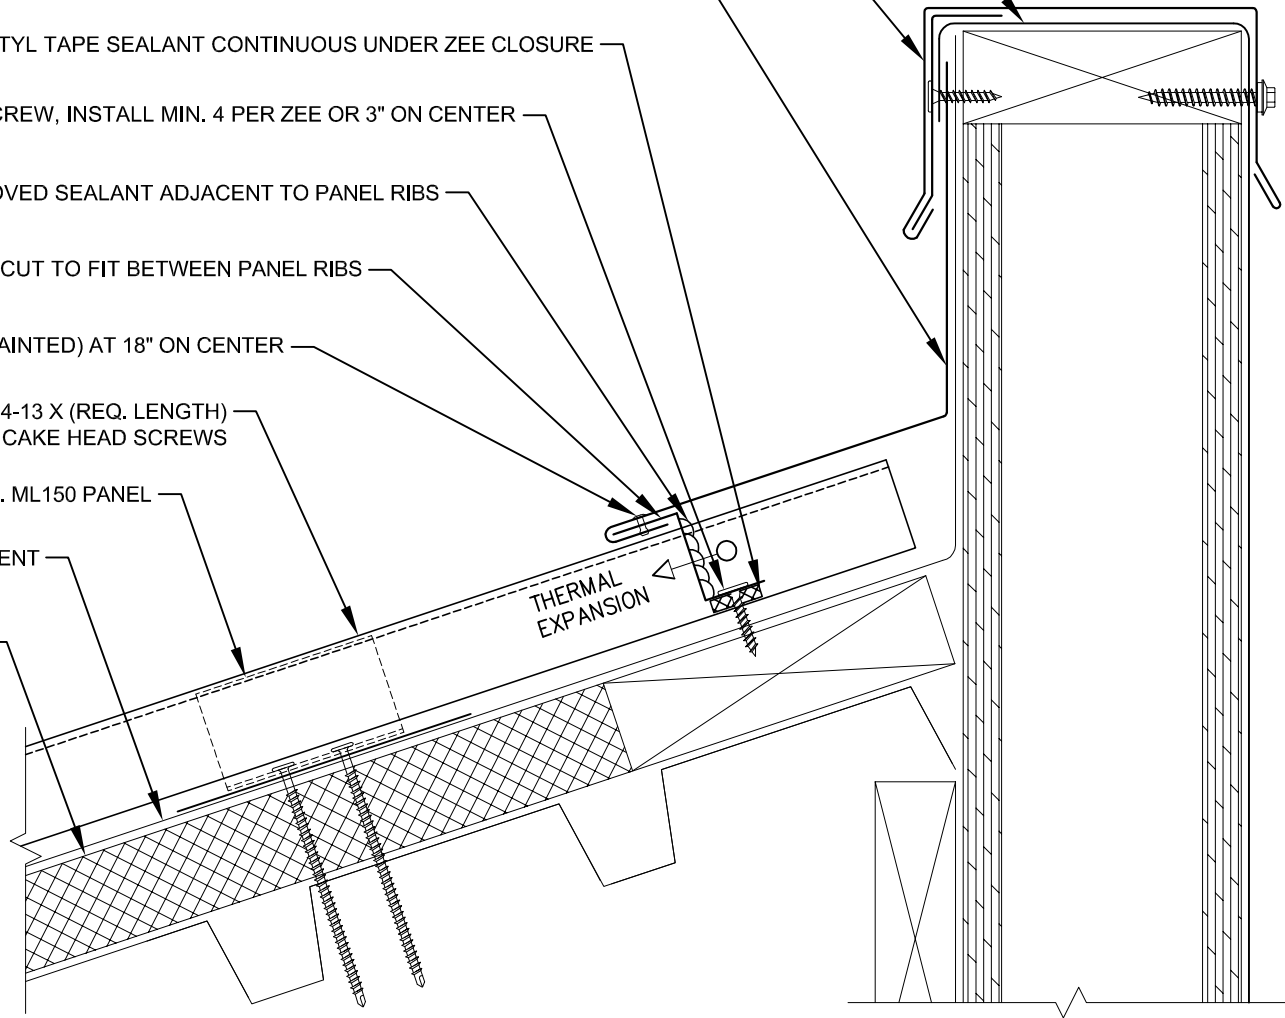 TYL TAPE SEALANT CONTINUOUS UNDER ZEE CLOSURE
CREW, INSTALL MIN. 4 PER ZEE OR 3" ON CENTER
OVED SEALANT ADJACENT TO PANEL RIBS
CUT TO FIT BETWEEN PANEL RIBS
AINTED) AT 18" ON CENTER
4-13 X (REQ. LENGTH)
CAKE HEAD SCREWS
. ML150 PANEL
ENT
THERMAL
EXPANSION